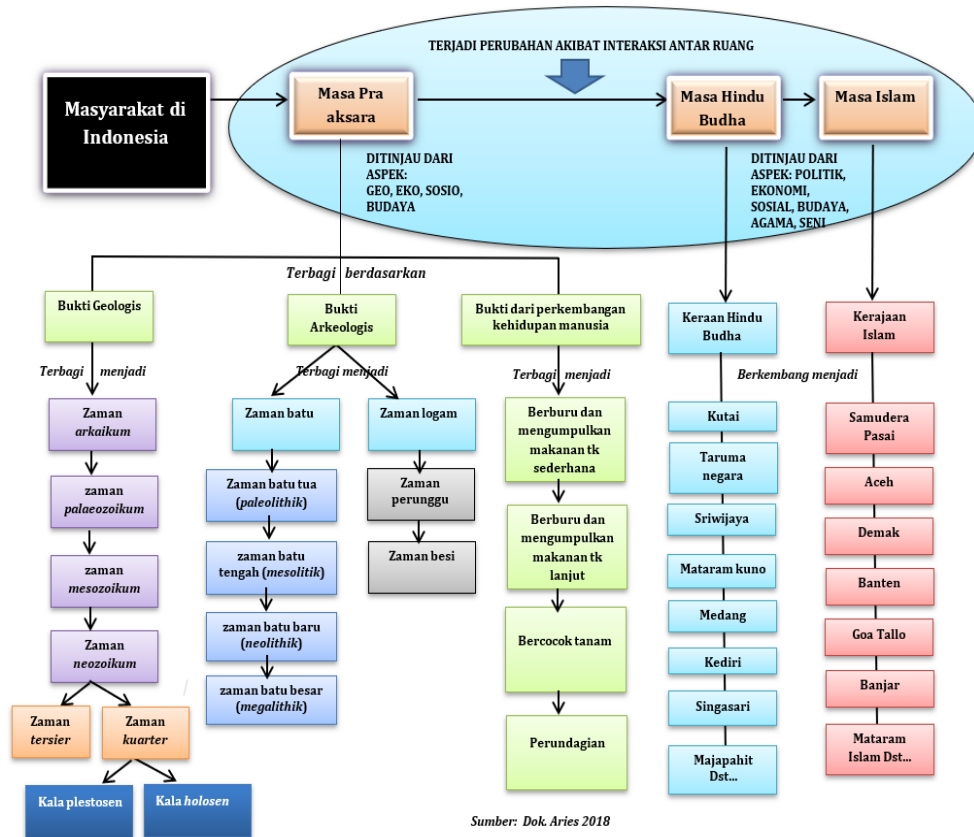 TERJADI PERUBAHAN AKIBAT INTERAKSI ANTAR RUANG
Masyarakat di
Indonesia
Masa Pra
aksara
Masa Hindu
Budha
Masa Islam
DITINJAU DARI
ASPEK:
GEO, EKO, SOSIO,
BUDAYA
DITINJAU DARI
ASPEK: POLITIK,
EKONOMI,
SOSIAL, BUDAYA,
AGAMA, SENI
Terbagi berdasarkan
Bukti Geologis
Bukti
Arkeologis
Bukti dari perkembangan
kehidupan manusia
Keraan Hindu
Budha
Kerajaan
Islam
Terbagi menjadi
Terbagi menjadi
Terbagi menjadi
Berkembang menjadi
Zaman
arkaikum
zaman
palaeozoikum
zaman
mesozoikum
Zaman
neozoikum
Zaman
tersier
Zaman
kuarter
Kala plestosen
Kala holosen
Zaman batu
Zaman batu tua
(paleolithik)
zaman batu
tengah (mesolitik)
zaman batu baru
(neolithik)
zaman batu besar
(megalithik)
Zaman logam
Zaman
perunggu
Zaman besi
Berburu dan
mengumpulkan
makanan tk
sederhana
Berburu dan
mengumpulkan
makanan tk
lanjut
Bercocok tanam
Perundagian
Kutai
Taruma
negara
Sriwijaya
Mataram kuno
Medang
Kediri
Singasari
Majapahit
Dst...
Samudera
Pasai
Aceh
Demak
Banten
Goa Tallo
Banjar
Mataram
Islam Dst...
Sumber: Dok. Aries 2018